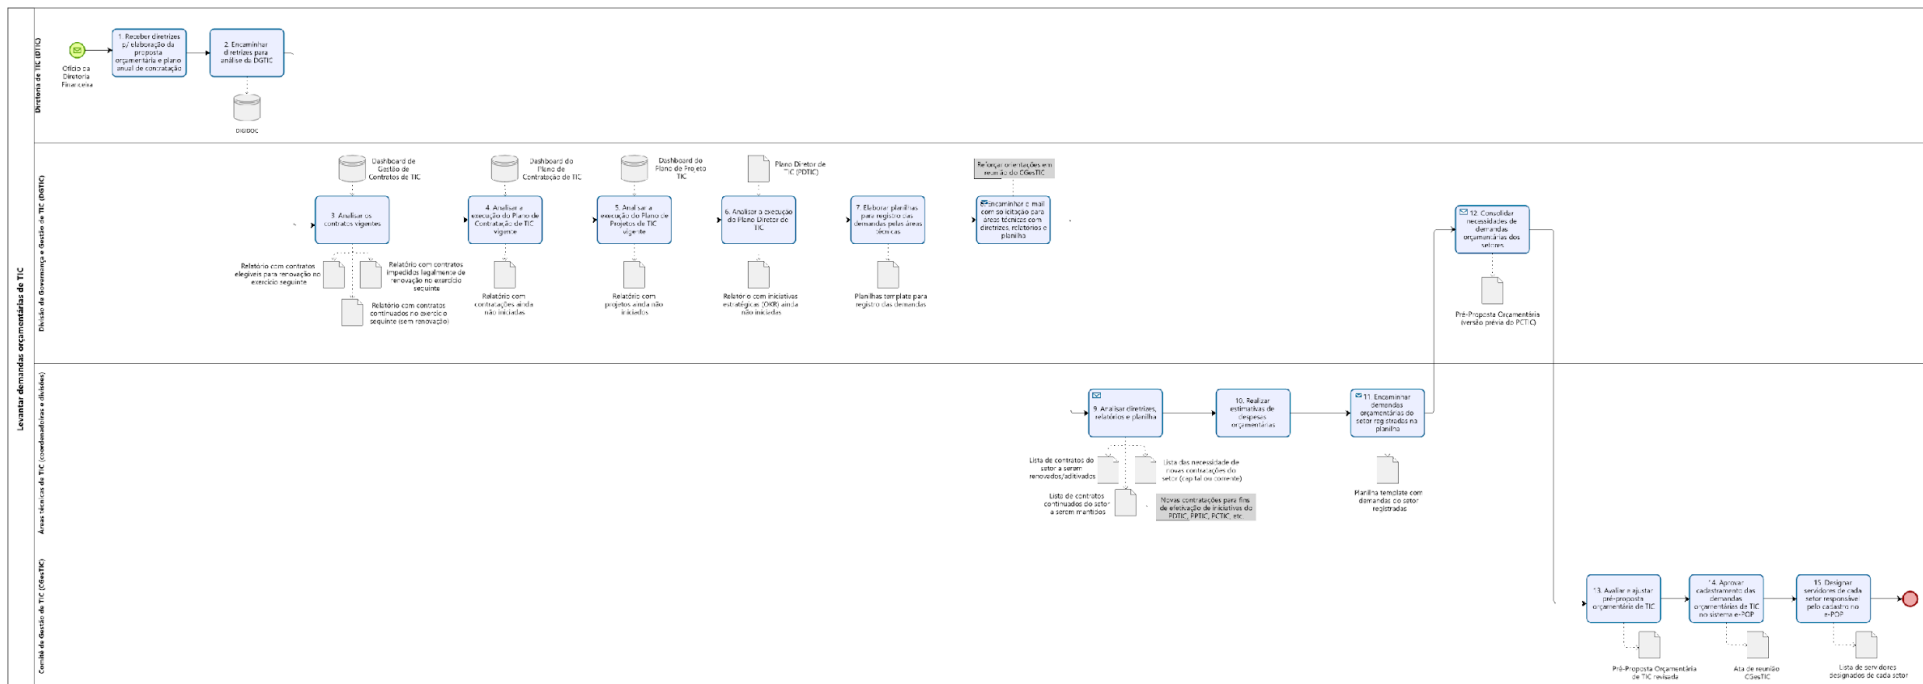 Levantar demandas orçamentárias de TIC
Diretoria de TIC (DTIC)
Ofício da
Diretoria
Financeira
1. Receber diretrizes
p/ elaboração da
proposta
orçamentária e plano
anual de contratação
2. Encaminhar
diretrizes para
análise da DGTIC
DIGIDOC
Divisão de Governança e Gestão de TIC (DGTIC)
Dashboard de
Gestão de
Contratos de TIC
3. Analisar os
contratos vigentes
Relatório com contratos
elegíveis para renovação no
exercício seguinte
Relatório com contratos
impedidos legalmente de
renovação no exercício
seguinte
Relatório com contratos
continuados no exercício
seguinte (sem renovação)
Dashboard do
Plano de
Contratação de TIC
4. Analisar a
execução do Plano de
Contratação de TIC
vigente
Relatório com
contratações ainda
não iniciadas
Dashboard do
Plano de Projeto
TIC
5. Analisar a
execução do Plano de
Projetos de TIC
vigente
Relatório com
projetos ainda não
iniciados
Plano Diretor de
TIC (PDTIC)
6. Analisar a execução
do Plano Diretor de
TIC
Relatório com iniciativas
estratégicas (OKR) ainda
não iniciadas
7. Elaborar planilhas
para registro das
demandas pelas áreas
técnicas
Planilhas template para
registro das demandas
Reforçar orientações em
reunião do CGesTIC
8. Encaminhar e-mail
com solicitação para
áreas técnicas com
diretrizes, relatórios e
planilha
12. Consolidar
necessidades de
demandas
orçamentárias dos
setores
Pré-Proposta Orçamentária
(versão prévia do PCTIC)
Áreas técnicas de TIC (coordenadorias e divisões)
9. Analisar diretrizes,
relatórios e planilha
Lista de contratos do
setor a serem
renovados/aditivados
Lista das necessidade de
novas contratações do
setor (capital ou corrente)
Lista de contratos
continuados do setor
a serem mantidos
Novas contratações para fins
de efetivação de iniciativas do
PDTIC, PPTIC, PCTIC, etc.
10. Realizar
estimativas de
despesas
orçamentárias
11. Encaminhar
demandas
orçamentárias do
setor registradas na
planilha
Planilha template com
demandas do setor
registradas
Comitê de Gestão de TIC (CGesTIC)
13. Avaliar e ajustar
pré-proposta
orçamentária de TIC
Pré-Proposta Orçamentária
de TIC revisada
14. Aprovar
cadastramento das
demandas
orçamentárias de TIC
no sistema e-POP
Ata de reunião
CGesTIC
15. Designar
servidores de cada
setor responsável
pelo cadastro no
e-POP
Lista de servidores
designados de cada setor